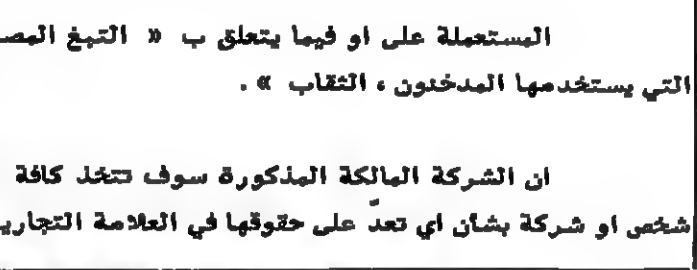 المستعملة على او فيما يتعلق ب « التبغ المص
التي يستخدمها المدخنون ، الثقاب » .
ان الشركة المالكة المذكورة سوف تتخذ كافة
شخص او شركة بشأن اي تعدّ على حقوقها في العلامة التجاري